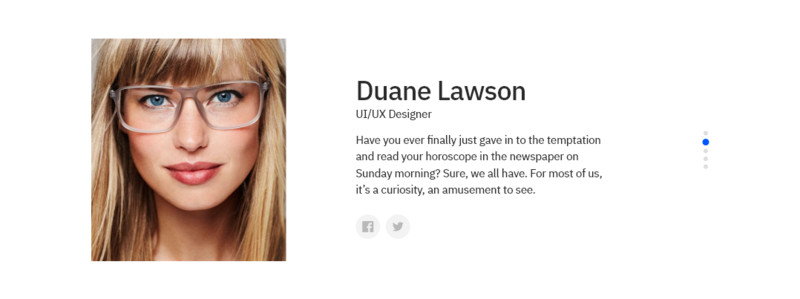 Duane Lawson
UI/UX Designer
Have you ever finally just gave in to the temptation
and read your horoscope in the newspaper on
Sunday morning? Sure, we all have. For most of us,
it’s a curiosity, an amusement to see.